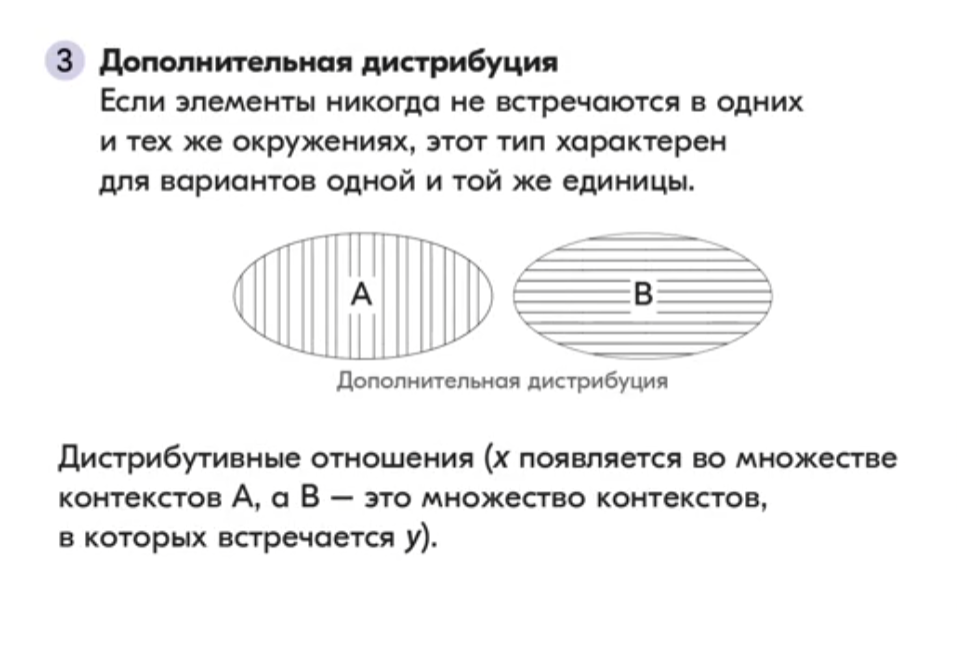 3 Дополнительная дистрибуция
Если элементы никогда не встречаются в одних
и тех же окружениях, этот тип характерен
для вариантов одной и той же единицы.
A B
Дополнительная дистрибуция
Дистрибутивные отношения (x появляется во множестве
контекстов A, а B — это множество контекстов,
в которых встречается y).